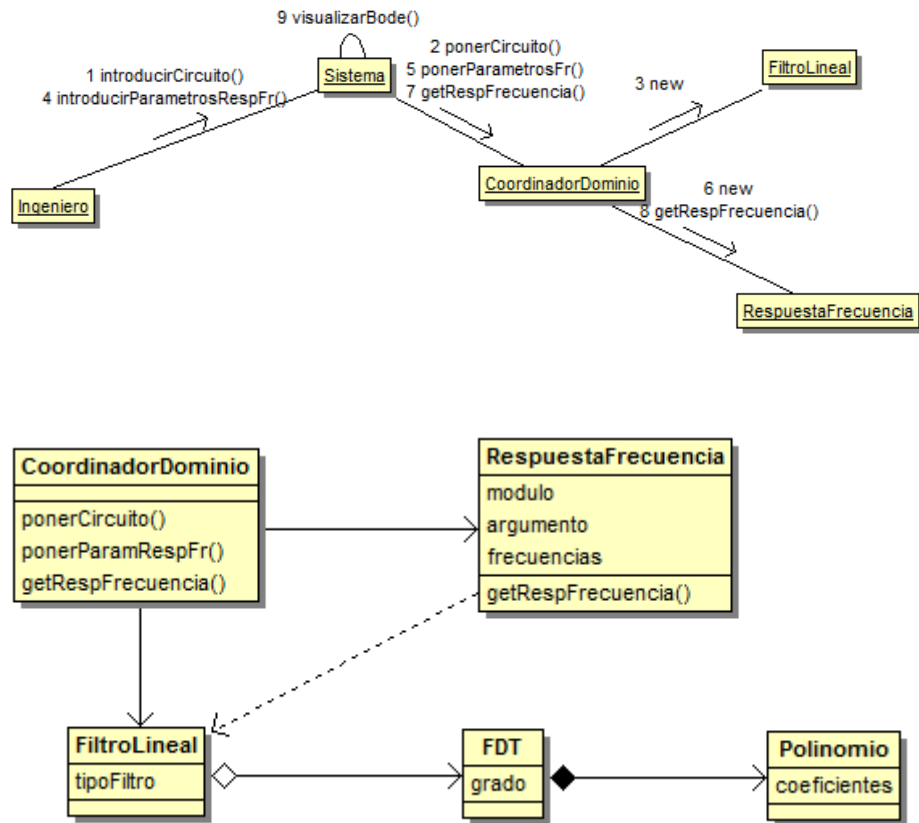 9 visualizarBode()
Sistema
1 introducirCircuito()
4 introducirParametrosRespFr()
2 ponerCircuito()
5 ponerParametrosFr()
7 getRespFrecuencia()
3 new
FiltroLineal
Ingeniero
CoordinadorDominio
6 new
8 getRespFrecuencia()
RespuestaFrecuencia
CoordinadorDominio
ponerCircuito()
ponerParamRespFr()
getRespFrecuencia()
RespuestaFrecuencia
modulo
argumento
frecuencias
getRespFrecuencia()
FiltroLineal
tipoFiltro
FDT
grado
Polinomio
coeficientes